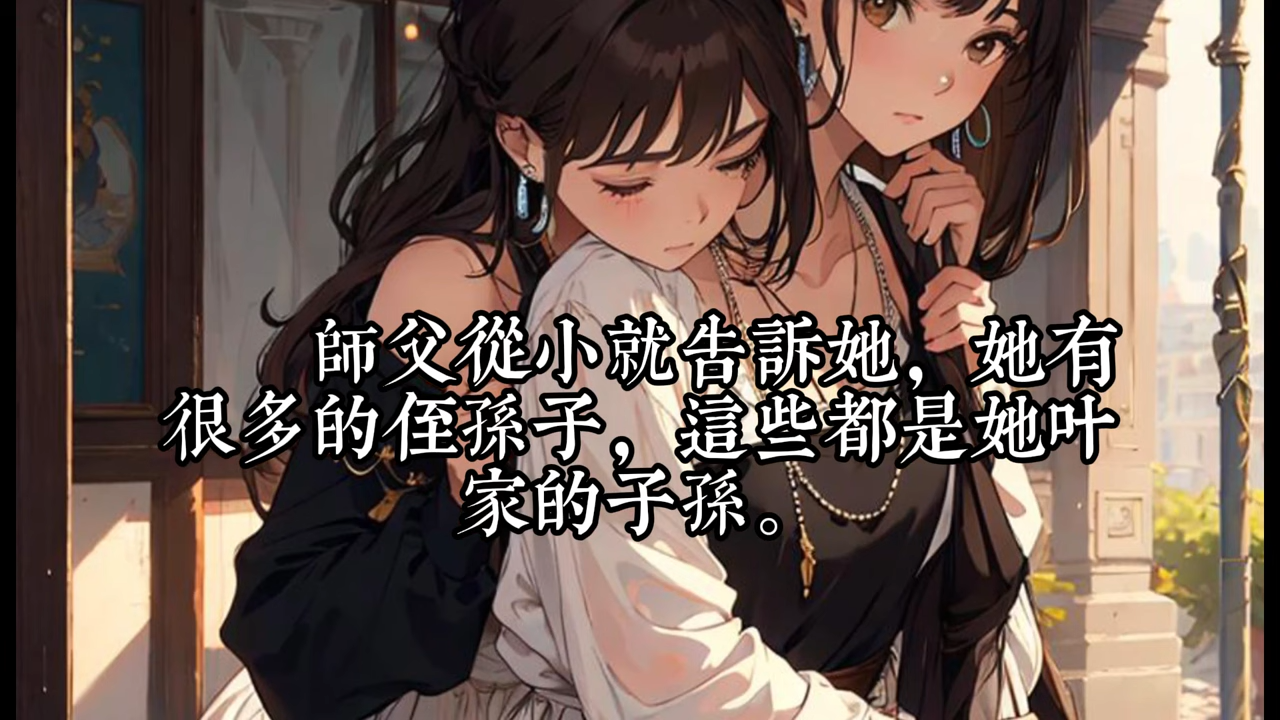 師父從小就告訴她，她有
很多的侄孫子，這些都是她叶
家的子孫。